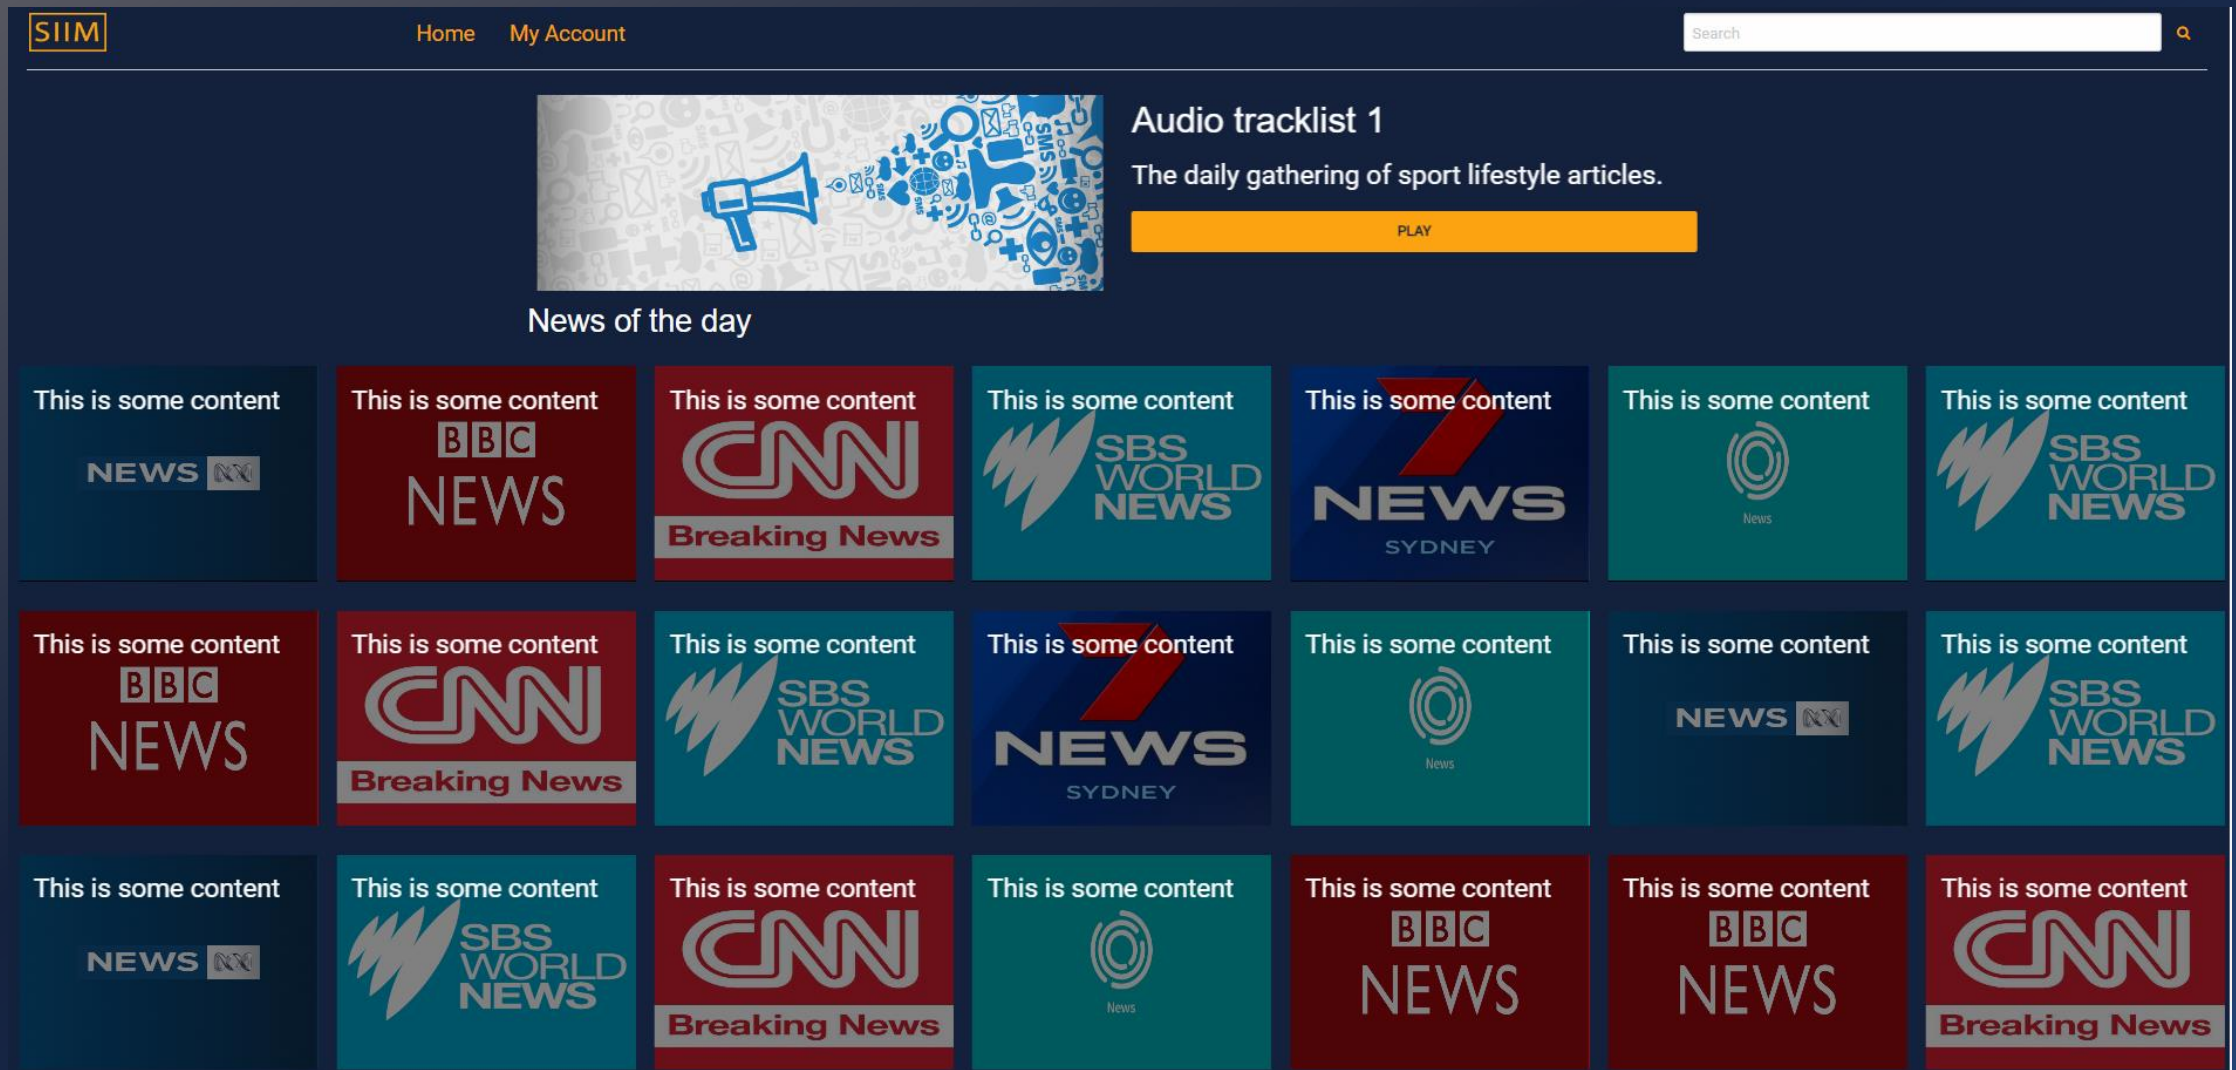 SIIM
Home
My Account
Search
Audio tracklist 1
The daily gathering of sport lifestyle articles.
PLAY
SMS
SMS
SMS
News of the day
This is some content
NEWS
This is some content
BBC
NEWS
This is some content
CNN
Breaking News
This is some content
SBS
WORLD
NEWS
This is some content
7
NEWS
SYDNEY
This is some content
News
This is some content
SBS
WORLD
NEWS
This is some content
BBC
NEWS
This is some content
CNN
Breaking News
This is some content
SBS
WORLD
NEWS
This is some content
7
NEWS
SYDNEY
This is some content
News
This is some content
NEWS
This is some content
SBS
WORLD
NEWS
This is some content
NEWS
This is some content
SBS
WORLD
NEWS
This is some content
CNN
Breaking News
This is some content
News
This is some content
BBC
NEWS
This is some content
BBC
NEWS
This is some content
CNN
Breaking News